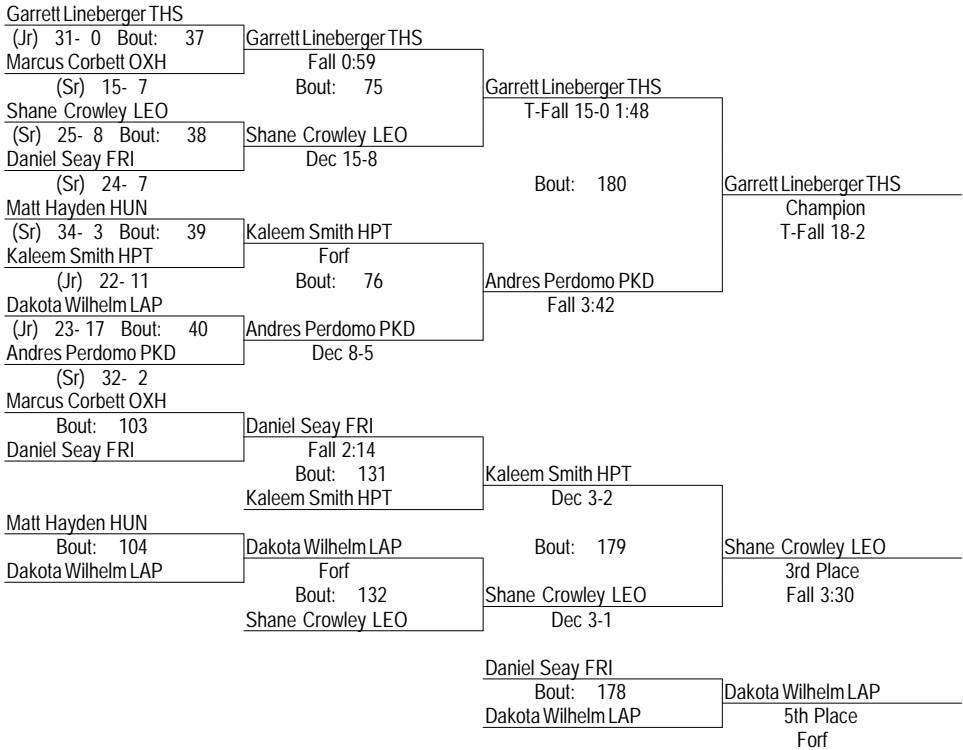 Garrett Lineberger THS
(Jr) 31- 0 Bout: 37 Garrett Lineberger THS
Marcus Corbett OXH Fall 0:59
(Sr) 15- 7 Bout: 75 Garrett Lineberger THS
Shane Crowley LEO T-Fall 15-0 1:48
(Sr) 25- 8 Bout: 38 Shane Crowley LEO
Daniel Seay FRI Dec 15-8
(Sr) 24- 7 Bout: 180 Garrett Lineberger THS
Matt Hayden HUN Champion
(Sr) 34- 3 Bout: 39 Kaleem Smith HPT T-Fall 18-2
Kaleem Smith HPT Forf
(Jr) 22- 11 Bout: 76 Andres Perdomo PKD
Dakota Wilhelm LAP Fall 3:42
(Jr) 23- 17 Bout: 40 Andres Perdomo PKD
Andres Perdomo PKD Dec 8-5
(Sr) 32- 2
Marcus Corbett OXH
Bout: 103 Daniel Seay FRI
Daniel Seay FRI Fall 2:14
Bout: 131 Kaleem Smith HPT
Kaleem Smith HPT Dec 3-2
Matt Hayden HUN
Bout: 104 Dakota Wilhelm LAP Bout: 179 Shane Crowley LEO
Dakota Wilhelm LAP Forf 3rd Place
Bout: 132 Shane Crowley LEO Fall 3:30
Shane Crowley LEO Dec 3-1
Daniel Seay FRI
Bout: 178 Dakota Wilhelm LAP
Dakota Wilhelm LAP 5th Place
Forf